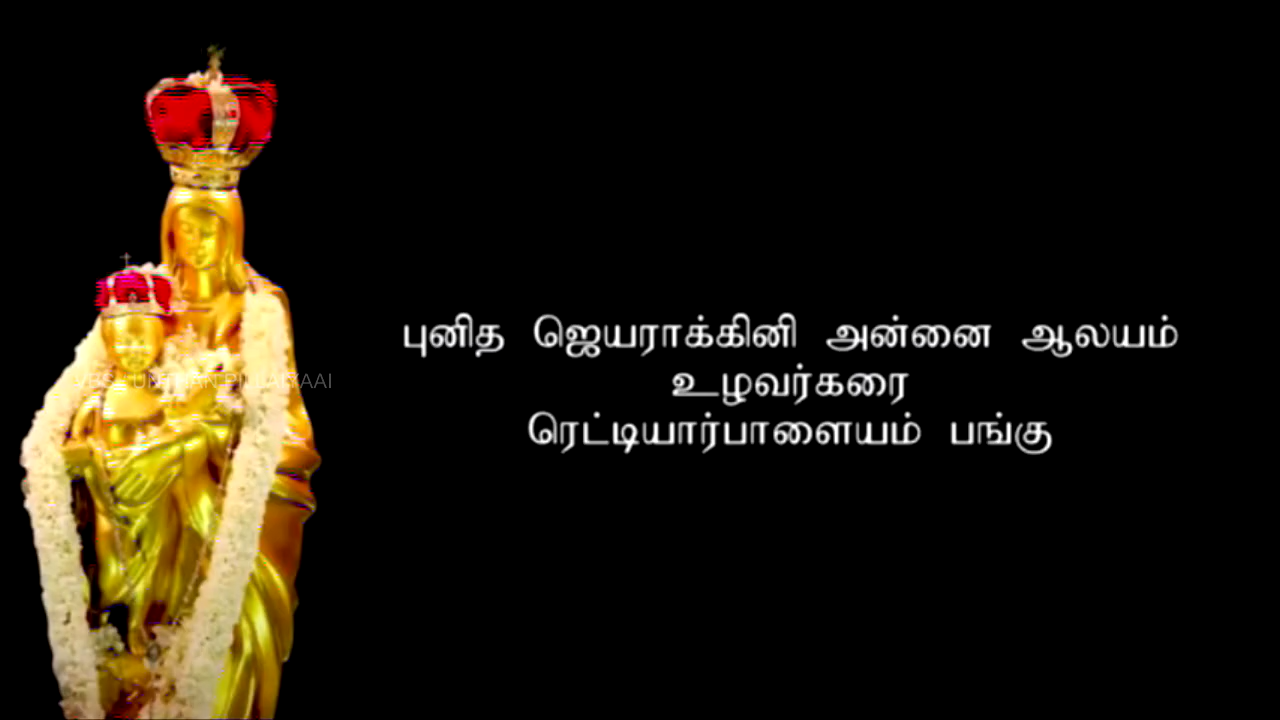 புனித ஜெயராக்கினி அன்னை ஆலயம்
உழவர்கரை
ரெட்டியார்பாளையம் பங்கு